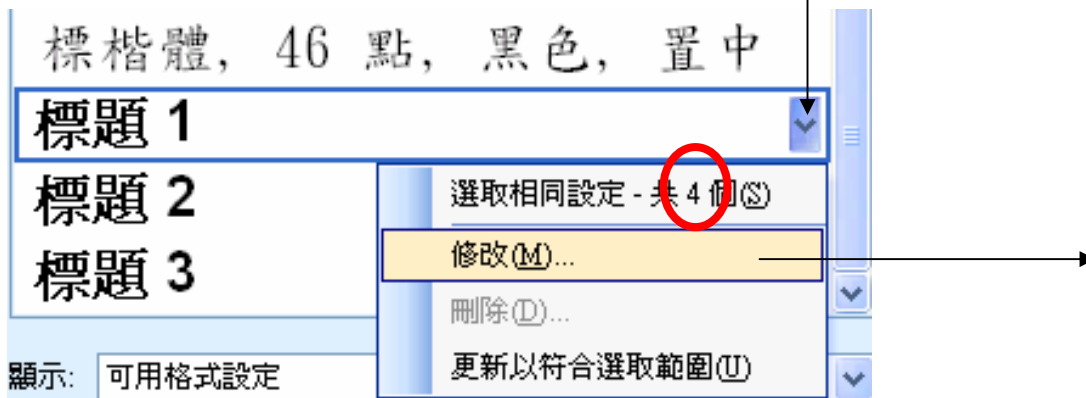 標楷體, 46 點, 黑色, 置中
標題 1
選取相同設定 - 共 4 個(S)
標題 2
修改(M)...
標題 3
刪除(D)...
更新以符合選取範圍(U)
顯示: 可用格式設定